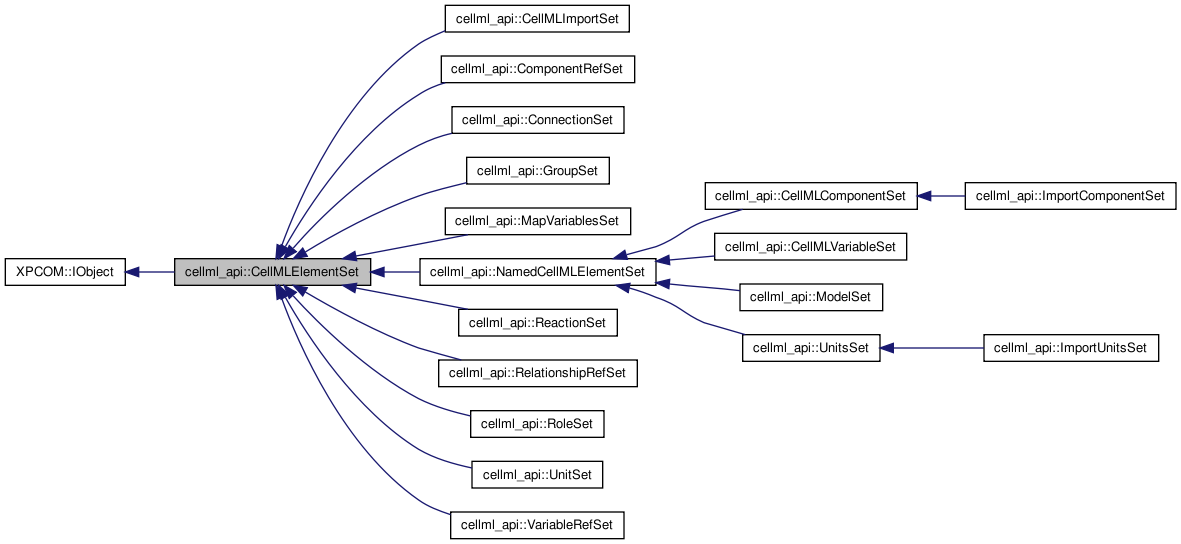 cellml_api::CellMLImportSet
cellml_api::ComponentRefSet
cellml_api::ConnectionSet
cellml_api::GroupSet
cellml_api::CellMLComponentSet
cellml_api::ImportComponentSet
cellml_api::MapVariablesSet
cellml_api::CellMLVariableSet
XPCOM::IObject
cellml_api::CellMLElementSet
cellml_api::NamedCellMLElementSet
cellml_api::ModelSet
cellml_api::ReactionSet
cellml_api::UnitsSet
cellml_api::ImportUnitsSet
cellml_api::RelationshipRefSet
cellml_api::RoleSet
cellml_api::UnitSet
cellml_api::VariableRefSet